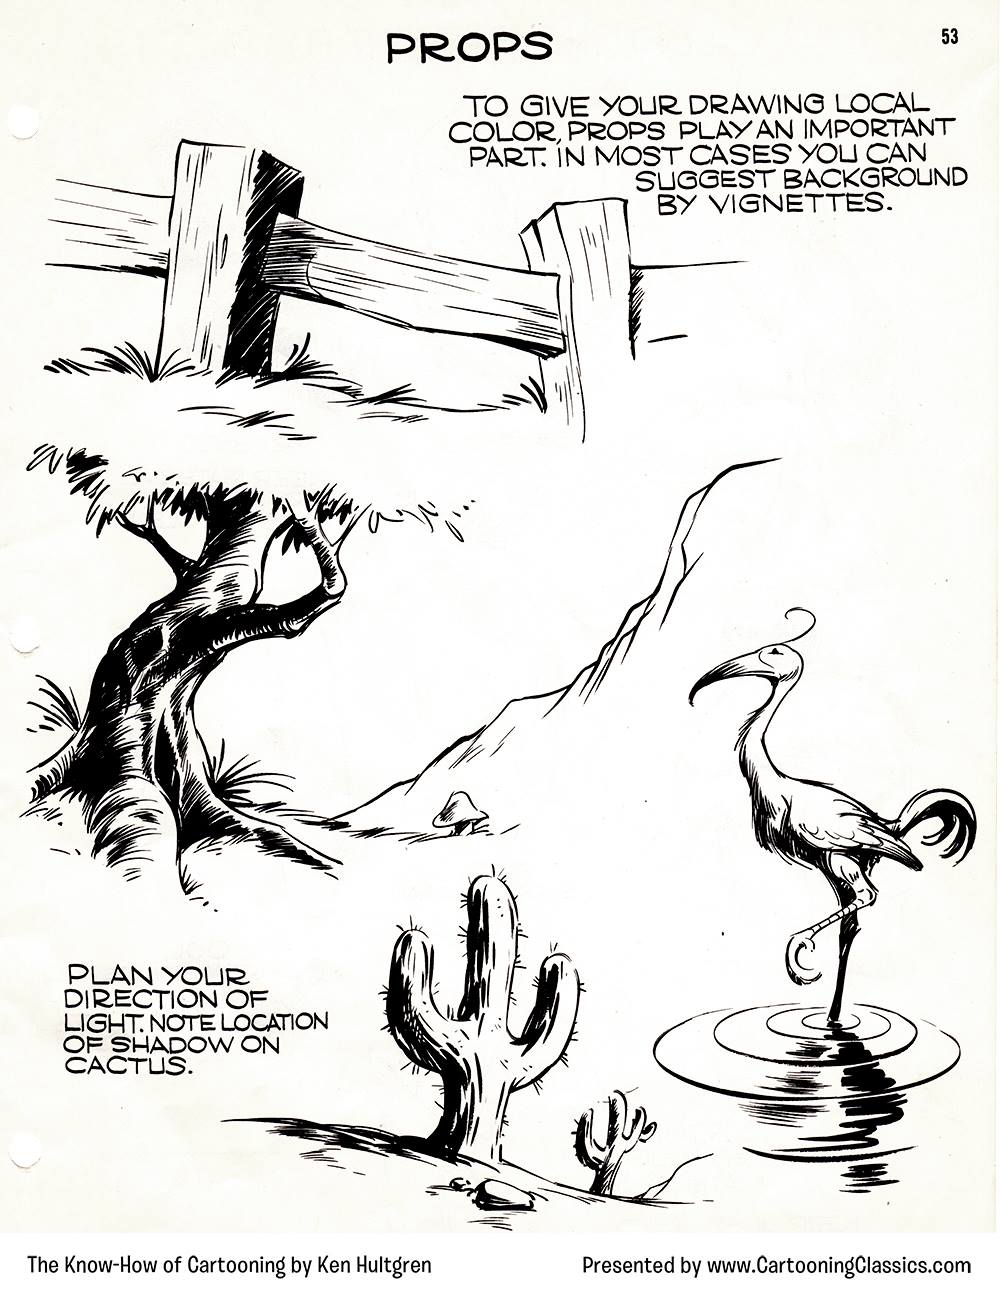 PROPS
53
TO GIVE YOUR DRAWING LOCAL
COLOR, PROPS PLAY AN IMPORTANT
PART. IN MOST CASES YOU CAN
SUGGEST BACKGROUND
BY VIGNETTES.
PLAN YOUR
DIRECTION OF
LIGHT. NOTE LOCATION
OF SHADOW ON
CACTUS.
The Know-How of Cartooning by Ken Hultgren
Presented by www.CartooningClassics.com